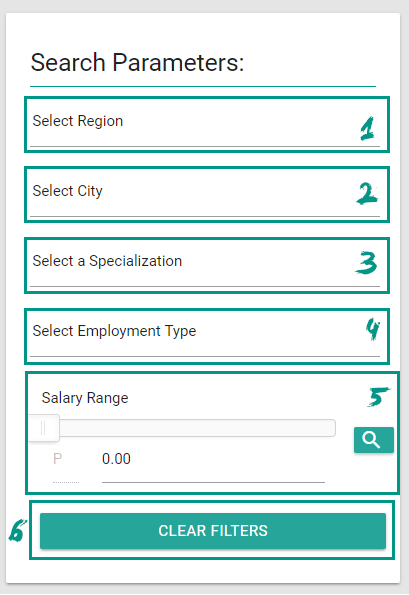 Search Parameters:
Select Region 1
Select City 2
Select a Specialization 3
Select Employment Type 4
Salary Range 5
P 0.00
6 CLEAR FILTERS